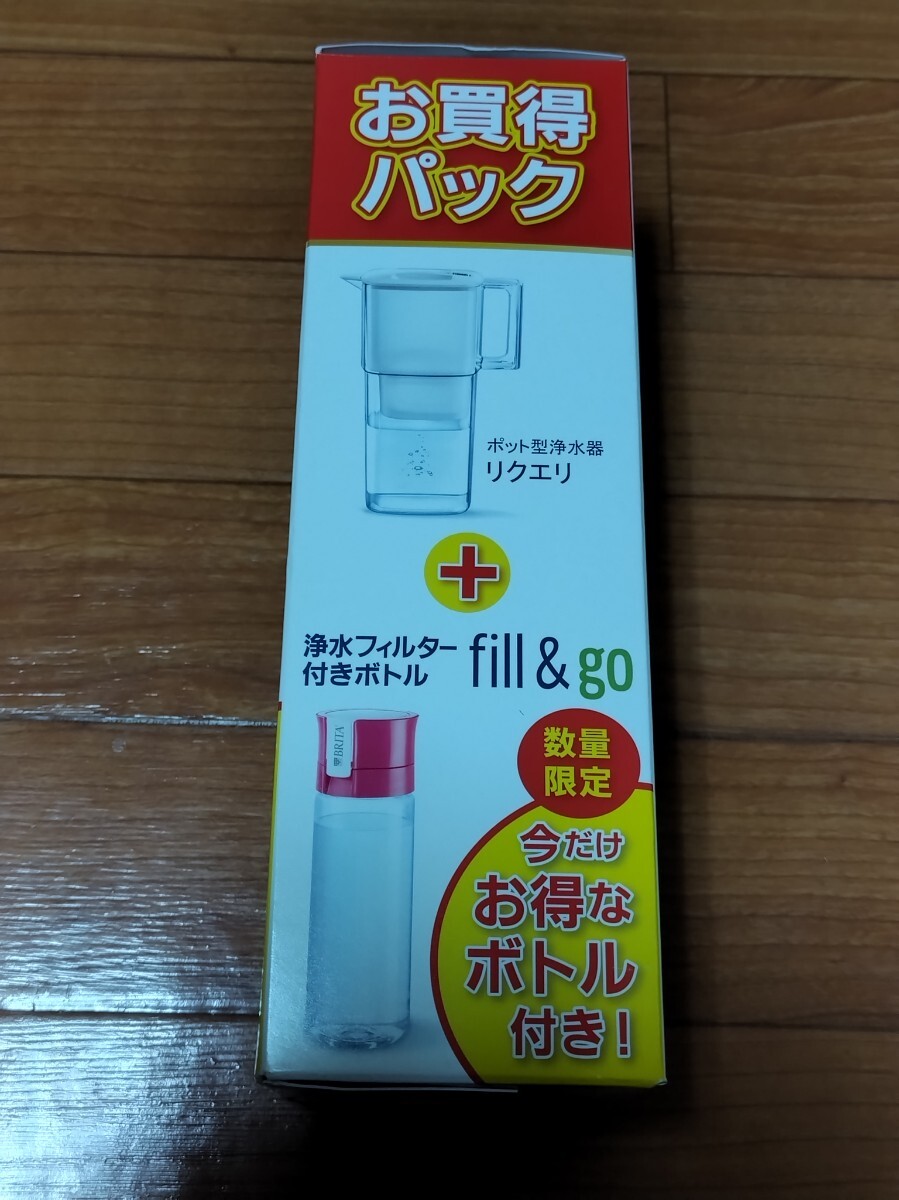 お買得
パック
ポット型浄水器
リクエリ
+
浄水フィルター
付きボトル
fill & go
BRITA
数量
限定
今だけ
お得な
ボトル
付き!